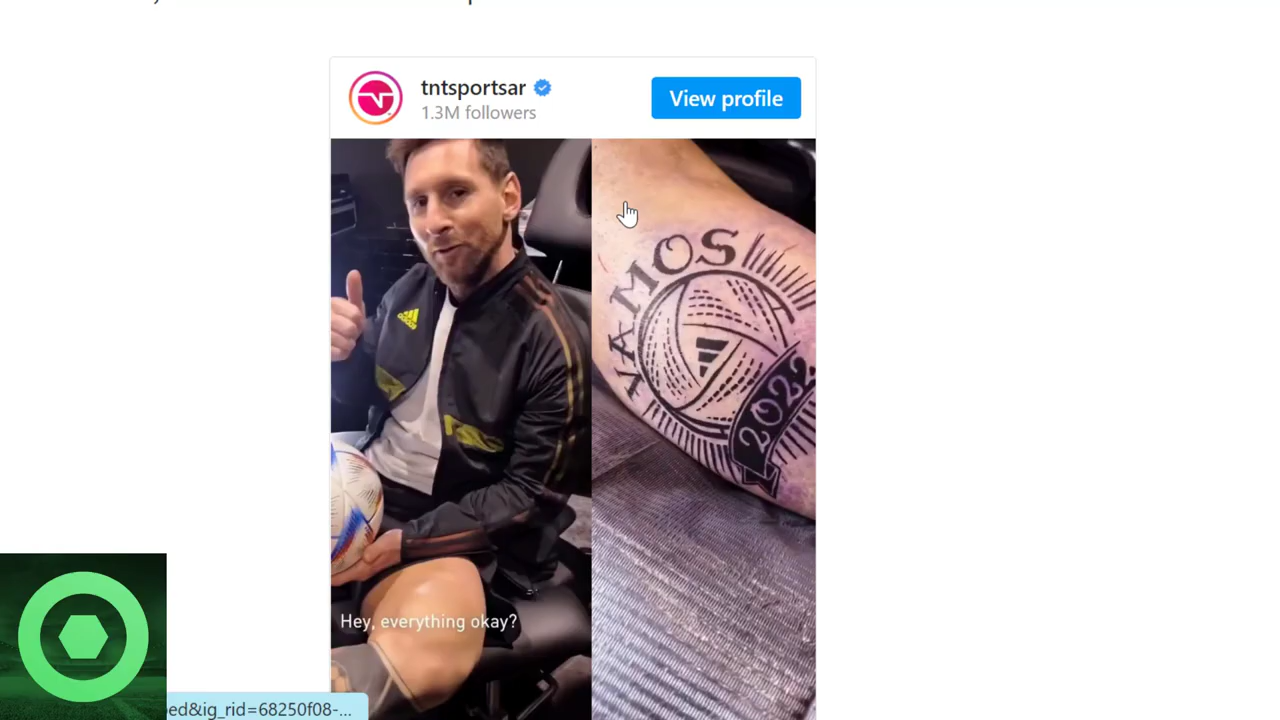 tntsportsar
1.3M followers
View profile
VAMOS
2022
Hey, everything okay?
ed&ig_rid=68250f08-...